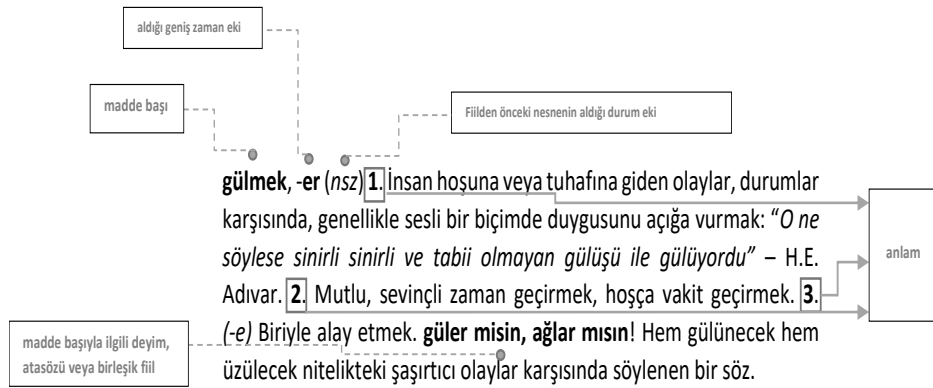 aldığı geniş zaman eki
madde başı
Fiilden önceki nesnenin aldığı durum eki
gülmek, -er (nsz) 1. İnsan hoşuna veya tuhafına giden olaylar, durumlar
karşısında, genellikle sesli bir biçimde duygusunu açığa vurmak: “O ne
söylese sinirli sinirli ve tabii olmayan gülüşü ile gülüyordu” – H.E.
Adıvar. 2. Mutlu, sevinçli zaman geçirmek, hoşça vakit geçirmek. 3.
(-e) Biriyle alay etmek. güler misin, ağlar mısın! Hem gülünecek hem
üzülecek nitelikteki şaşırtıcı olaylar karşısında söylenen bir söz.
anlam
madde başıyla ilgili deyim,
atasözü veya birleşik fiil